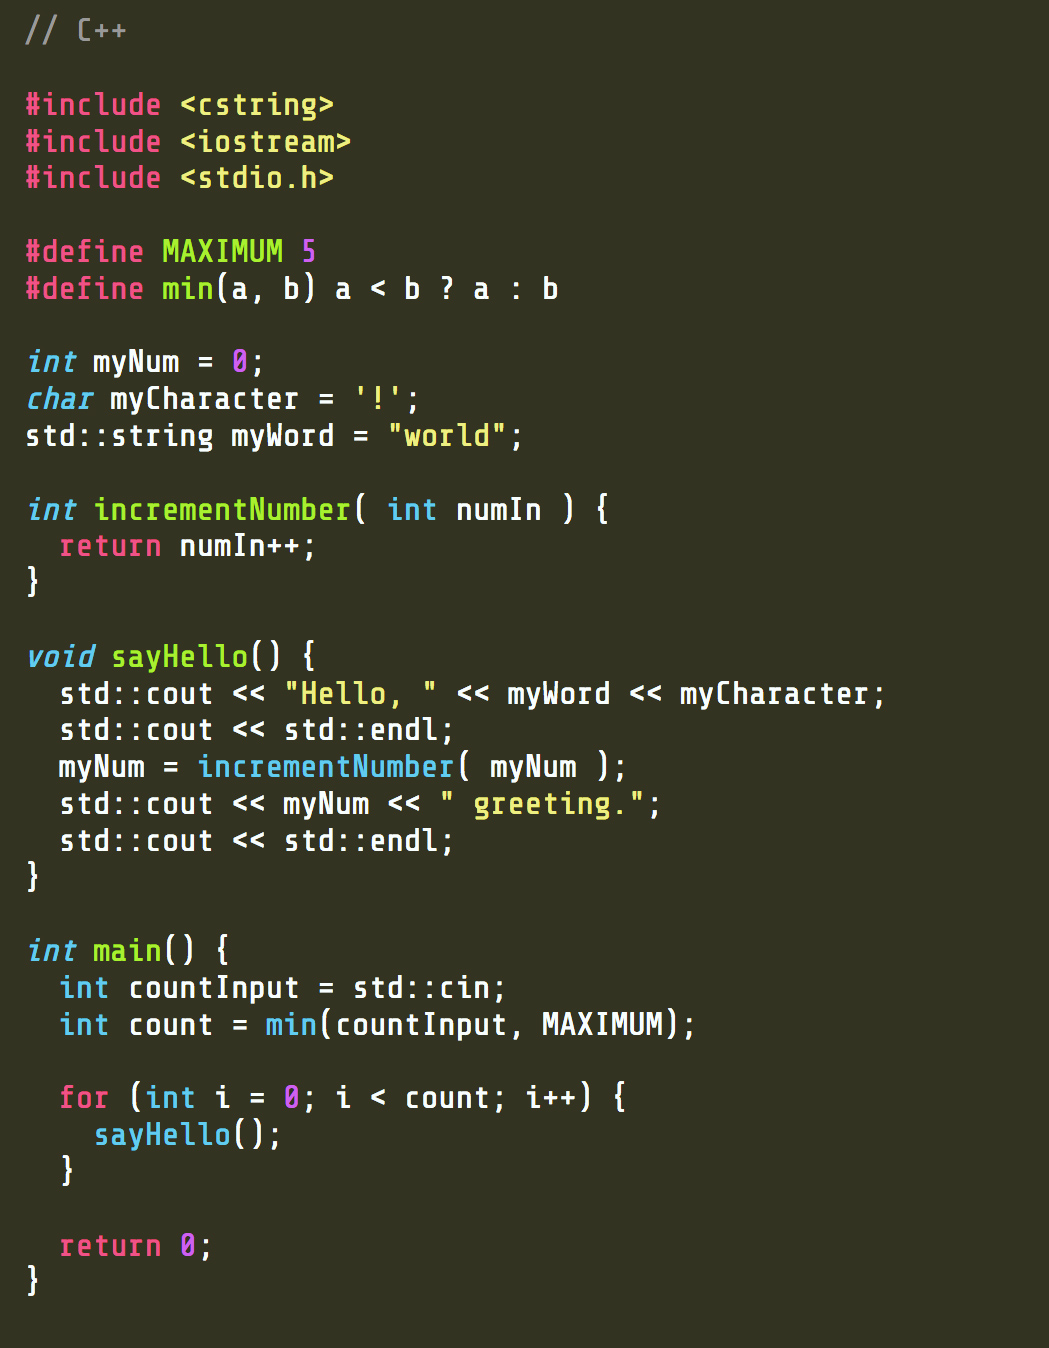 // C++
#include <cstring>
#include <iostream>
#include <stdio.h>
#define MAXIMUM 5
#define min(a, b) a < b ? a : b
int myNum = 0;
char myCharacter = '!';
std::string myWord = "world";
int incrementNumber( int numIn ) {
  return numIn++;
}
void sayHello() {
  std::cout << "Hello, " << myWord << myCharacter;
  std::cout << std::endl;
  myNum = incrementNumber( myNum );
  std::cout << myNum << " greeting.";
  std::cout << std::endl;
}
int main() {
  int countInput = std::cin;
  int count = min(countInput, MAXIMUM);
  for (int i = 0; i < count; i++) {
    sayHello();
  }
  return 0;
}